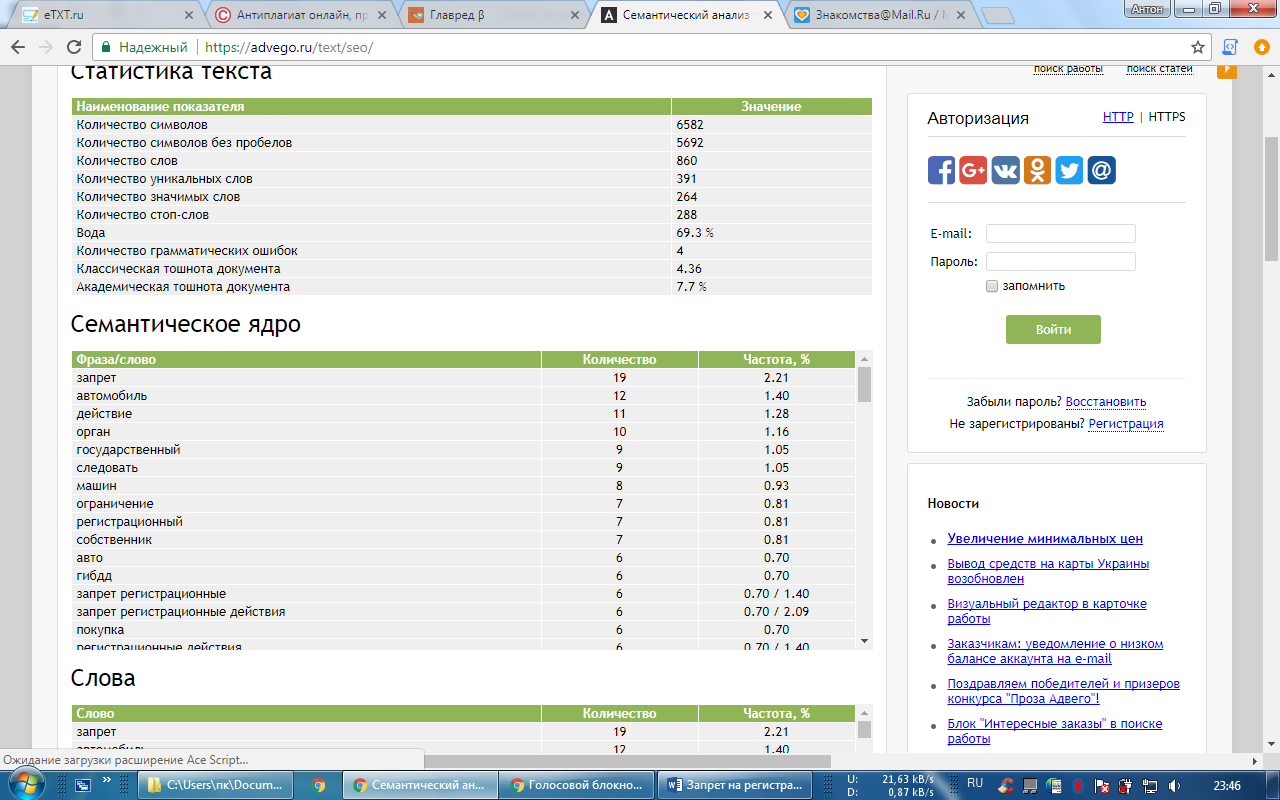 eTXT.ru
Антиплагиат онлайн, пр
Главред β
Семантический анализ
Знакомства@Mail.Ru /
Антон
Надежный
https://advego.ru/text/seo/
Статистика текста
Наименование показателя Значение
Количество символов 6582
Количество символов без пробелов 5692
Количество слов 860
Количество уникальных слов 391
Количество значимых слов 264
Количество стоп-слов 288
Вода 69.3 %
Количество грамматических ошибок 4
Классическая тошнота документа 4.36
Академическая тошнота документа 7.7 %
Семантическое ядро
Фраза/слово Количество Частота, %
запрет 19 2.21
автомобиль 12 1.40
действие 11 1.28
орган 10 1.16
государственный 9 1.05
следовать 9 1.05
машин 8 0.93
ограничение 7 0.81
регистрационный 7 0.81
собственник 7 0.81
авто 6 0.70
гибдд 6 0.70
запрет регистрационные 6 0.70 / 1.40
запрет регистрационные действия 6 0.70 / 2.09
покупка 6 0.70
регистрационные действия 6 0.70 / 1.40
Слова
Слово Количество Частота, %
запрет 19 2.21
автомобиль 12 1.40
поиск работы поиск статей
Авторизация HTTP | HTTPS
E-mail:
Пароль:
запомнить
Войти
Забыли пароль? Восстановить
Не зарегистрированы? Регистрация
Новости
Увеличение минимальных цен
Вывод средств на карты Украины
возобновлен
Визуальный редактор в карточке
работы
Заказчикам: уведомление о низком
балансе аккаунта на e-mail
Поздравляем победителей и призеров
конкурса "Проза Адвего"!
Блок "Интересные заказы" в поиске
работы
Ожидание загрузки расширение Ace Script...
C:\Users\пк\Docum...
Семантический ан...
Голосовой блокно...
Запрет на регистра...
U: 21,63 kB/s
D: 0,87 kB/s
RU
23:46